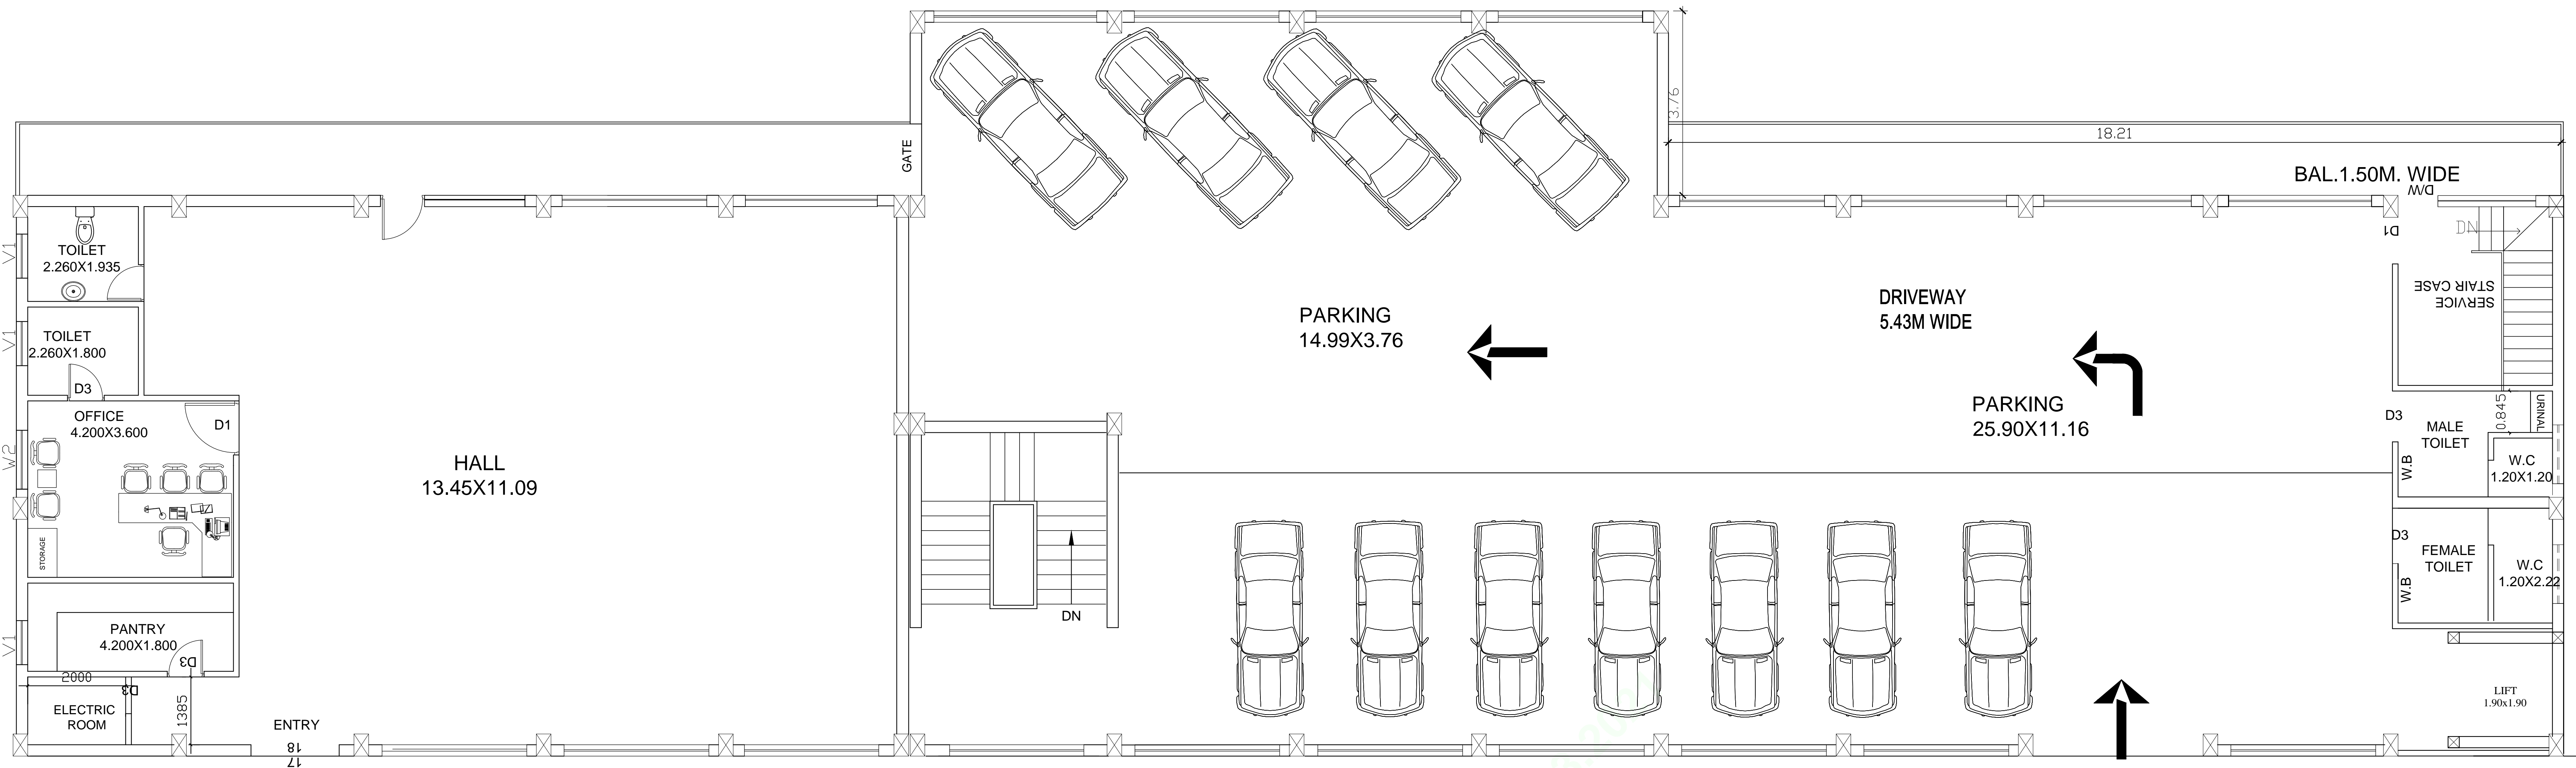 GATE
3.76
18.21
BAL.1.50M. WIDE
D/W
V1
TOILET
2.260X1.935
D1
DN
SERVICE
STAIR CASE
V1
TOILET
2.260X1.800
D3
PARKING
14.99X3.76
DRIVEWAY
5.43M WIDE
OFFICE
4.200X3.600
D1
W2
STORAGE
HALL
13.45X11.09
PARKING
25.90X11.16
D3
MALE
TOILET
0.845
URINAL
W.B
W.C
1.20X1.20
D3
FEMALE
TOILET
W.B
W.C
1.20X2.22
DN
V1
PANTRY
4.200X1.800
D3
2000
D3
ELECTRIC
ROOM
1385
ENTRY
18
17
LIFT
1.90x1.90